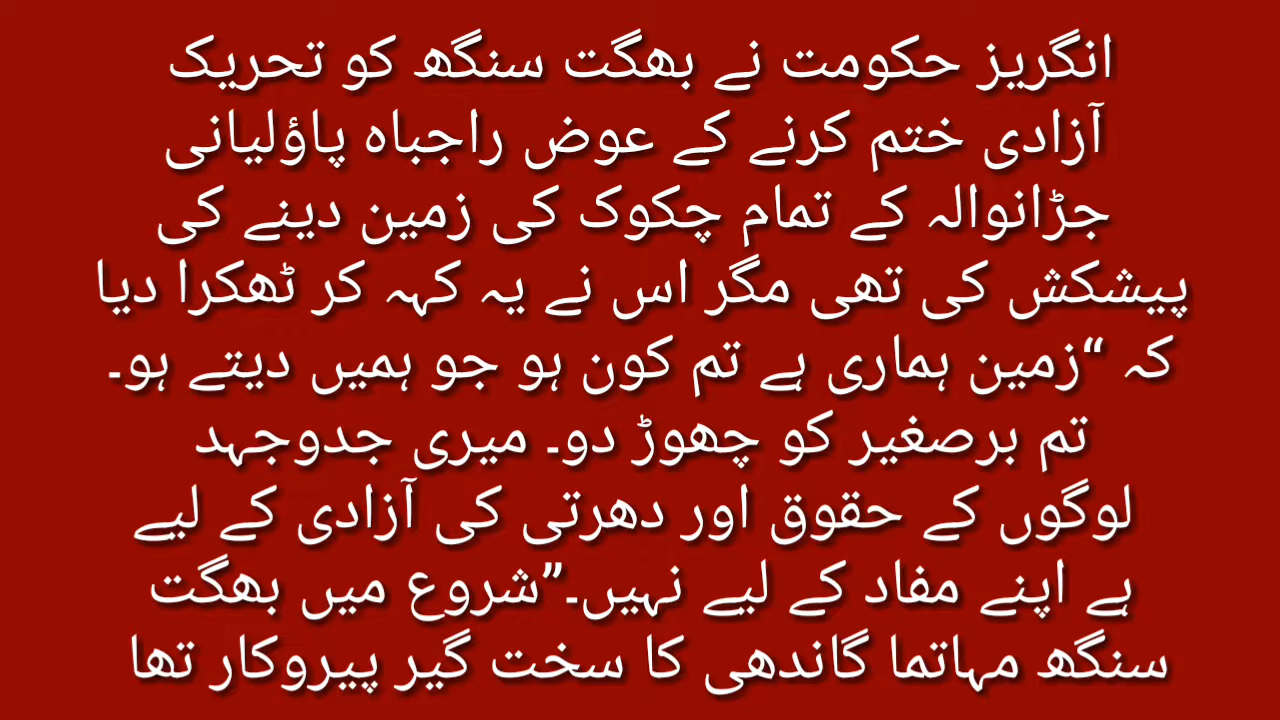 انگریز حکومت نے بھگت سنگھ کو تحریک
آزادی ختم کرنے کے عوض راجباہ پاؤلیانی
جڑانوالہ کے تمام چکوک کی زمین دینے کی
پیشکش کی تھی مگر اس نے یہ کہہ کر ٹھکرا دیا
کہ “زمین ہماری ہے تم کون ہو جو ہمیں دیتے ہو۔
تم برصغیر کو چھوڑ دو۔ میری جدوجہد
لوگوں کے حقوق اور دھرتی کی آزادی کے لیے
ہے اپنے مفاد کے لیے نہیں۔”شروع میں بھگت
سنگھ مہاتما گاندھی کا سخت گیر پیروکار تھا